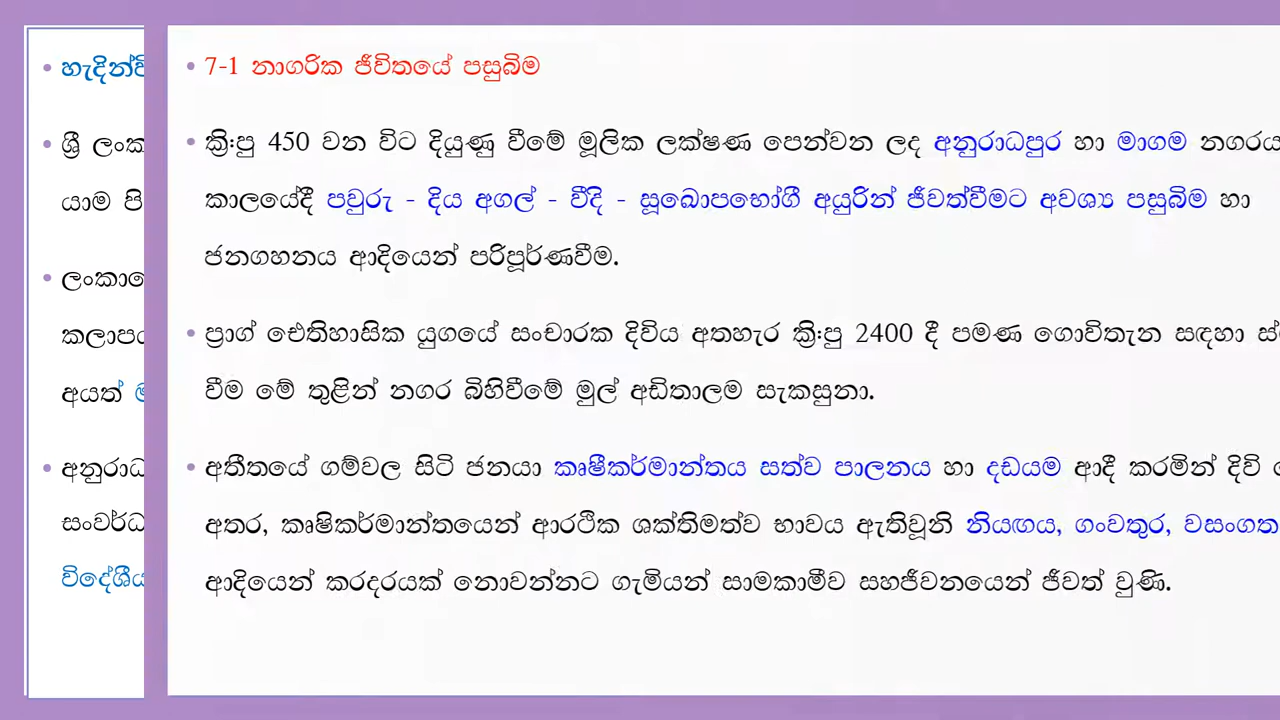 හැදින්වී
ශ්‍රී ලංක
යාම පි
ලංකාවේ
කලාපය
අයත්
අනුරාධ
සංවර්ධ
විදේශීය
7-1 නාගරික ජීවිතයේ පසුබිම
ක්‍රි:පු 450 වන විට දියුණු වීමේ මූලික ලක්ෂණ පෙන්වන ලද අනුරාධපුර හා මාගම නගරය
කාලයේදී පවුරු - දිය අගල් - වීදි - සූඛොපභෝගී අයුරින් ජීවත්වීමට අවශ්‍ය පසුබිම හා
ජනගහනය ආදියෙන් පරිපූර්ණවීම.
ප්‍රාග් ඓතිහාසික යුගයේ සංචාරක දිවිය අතහැර ක්‍රි:පු 2400 දී පමණ ගොවිතැන සඳහා
වීම මේ තුළින් නගර බිහිවීමේ මුල් අඩිතාලම සැකසුනා.
අතීතයේ ගම්වල සිටි ජනයා කෘෂීකර්මාන්තය සත්ව පාලනය හා දඩයම ආදී කරමින් දිවි
අතර, කෘෂිකර්මාන්තයෙන් ආරථික ශක්තිමත්ව භාවය ඇතිවූනි නියඟය, ගංවතුර, වසංගත
ආදියෙන් කරදරයක් නොවන්නට ගැමියන් සාමකාමීව සහජීවනයෙන් ජීවත් වුණි.